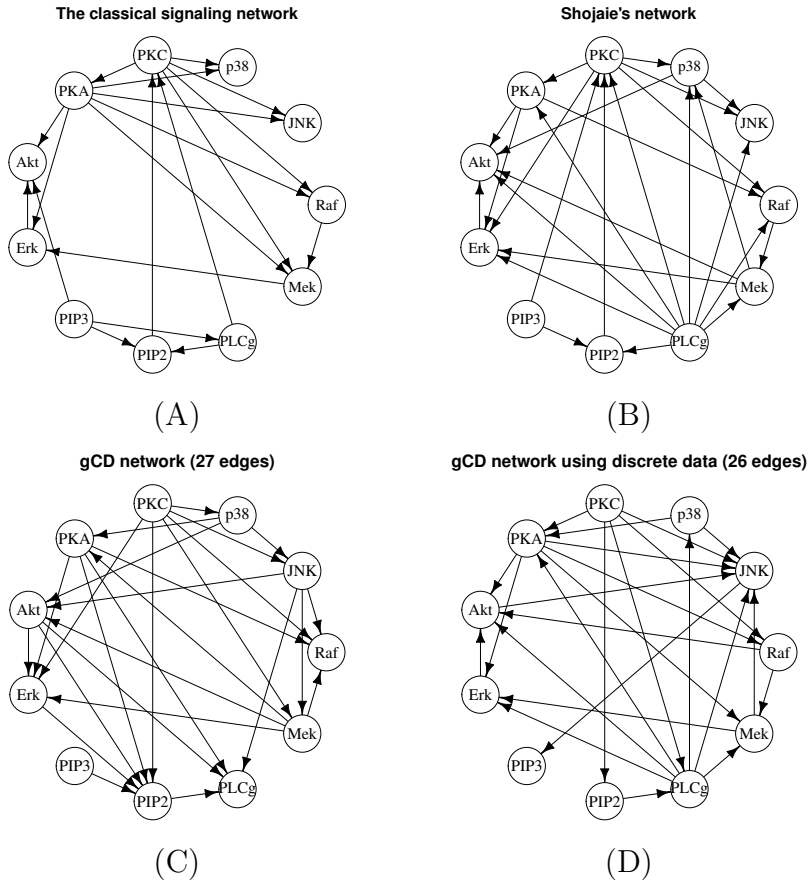 The classical signaling network
PKC
p38
PKA
JNK
Akt
Raf
Erk
Mek
PIP3
PLCg
PIP2
(A)
Shojaie's network
PKC
p38
PKA
JNK
Akt
Raf
Erk
Mek
PIP3
PLCg
PIP2
(B)
gCD network (27 edges)
PKC
p38
PKA
JNK
Akt
Raf
Erk
Mek
PIP3
PLCg
PIP2
(C)
gCD network using discrete data (26 edges)
PKC
p38
PKA
JNK
Akt
Raf
Erk
Mek
PIP3
PLCg
PIP2
(D)